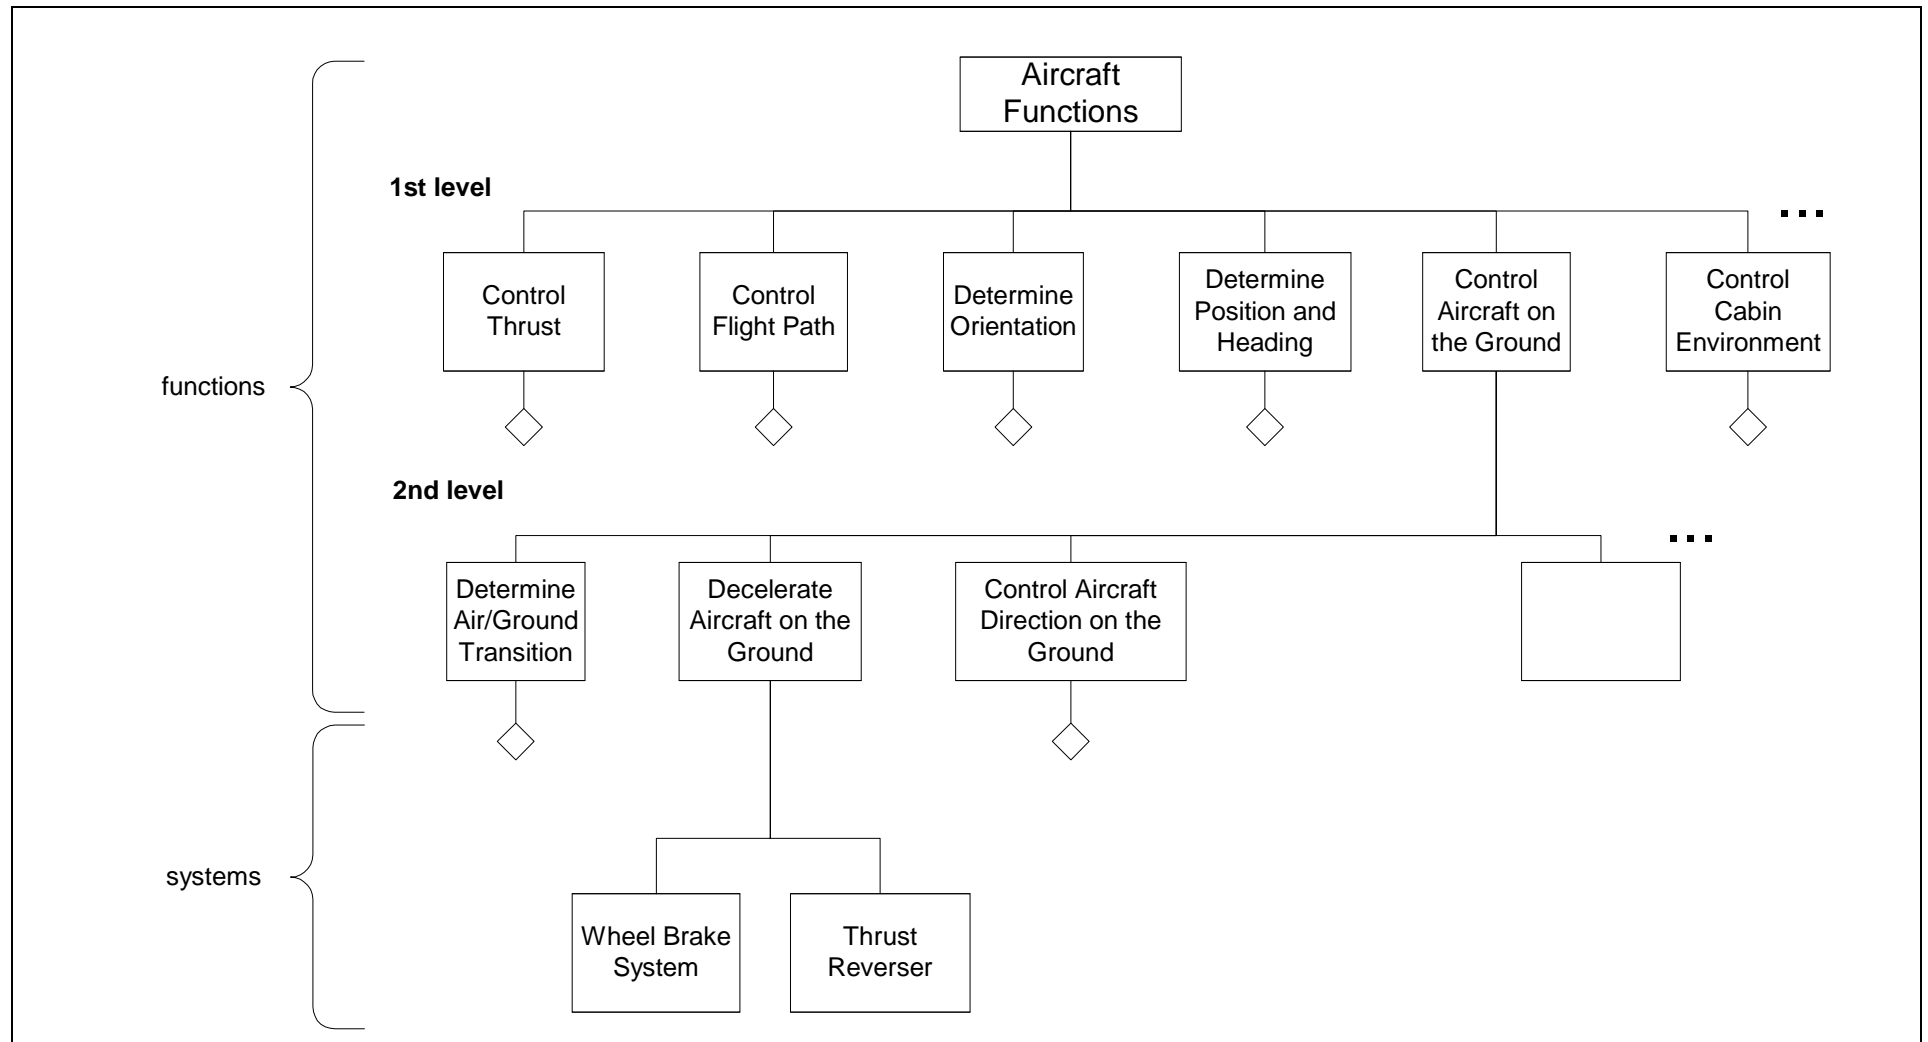 Aircraft
Functions
1st level
...
Control
Thrust
Control
Flight Path
Determine
Orientation
Determine
Position and
Heading
Control
Aircraft on
the Ground
Control
Cabin
Environment
functions
2nd level
...
Determine
Air/Ground
Transition
Decelerate
Aircraft on the
Ground
Control Aircraft
Direction on the
Ground
systems
Wheel Brake
System
Thrust
Reverser